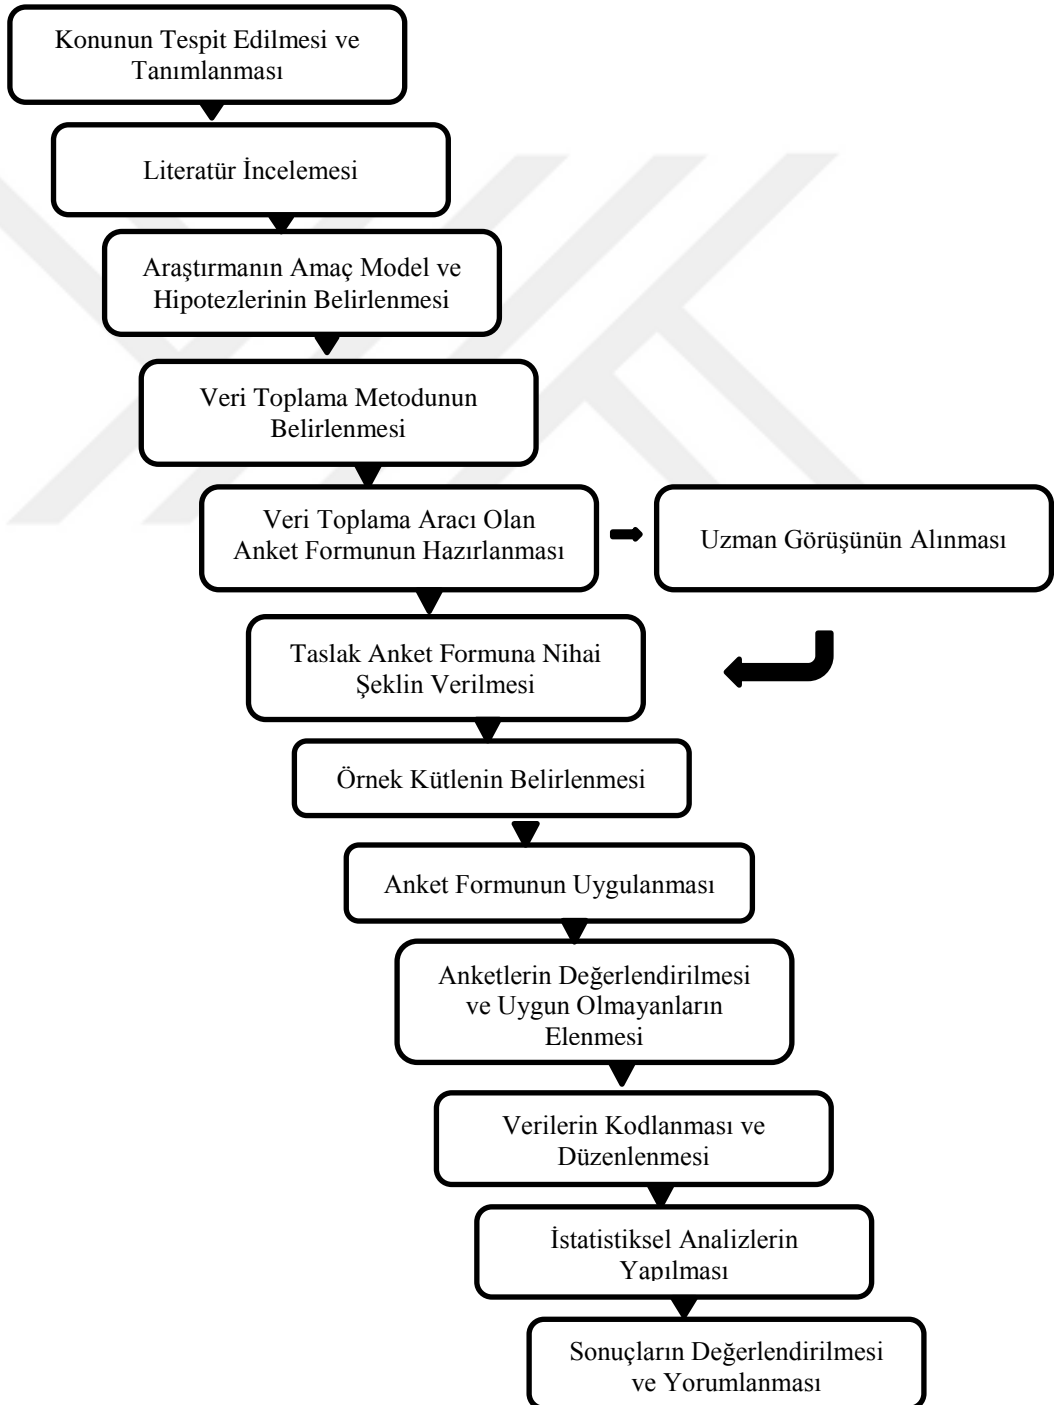 Konunun Tespit Edilmesi ve
Tanımlanması
Literatür İncelemesi
Araştırmanın Amaç Model ve
Hipotezlerinin Belirlenmesi
Veri Toplama Metodunun
Belirlenmesi
Veri Toplama Aracı Olan
Anket Formunun Hazırlanması
Uzman Görüşünün Alınması
Taslak Anket Formuna Nihai
Şeklin Verilmesi
Örnek Kütlenin Belirlenmesi
Anket Formunun Uygulanması
Anketlerin Değerlendirilmesi
ve Uygun Olmayanların
Elenmesi
Verilerin Kodlanması ve
Düzenlenmesi
İstatistiksel Analizlerin
Yapılması
Sonuçların Değerlendirilmesi
ve Yorumlanması